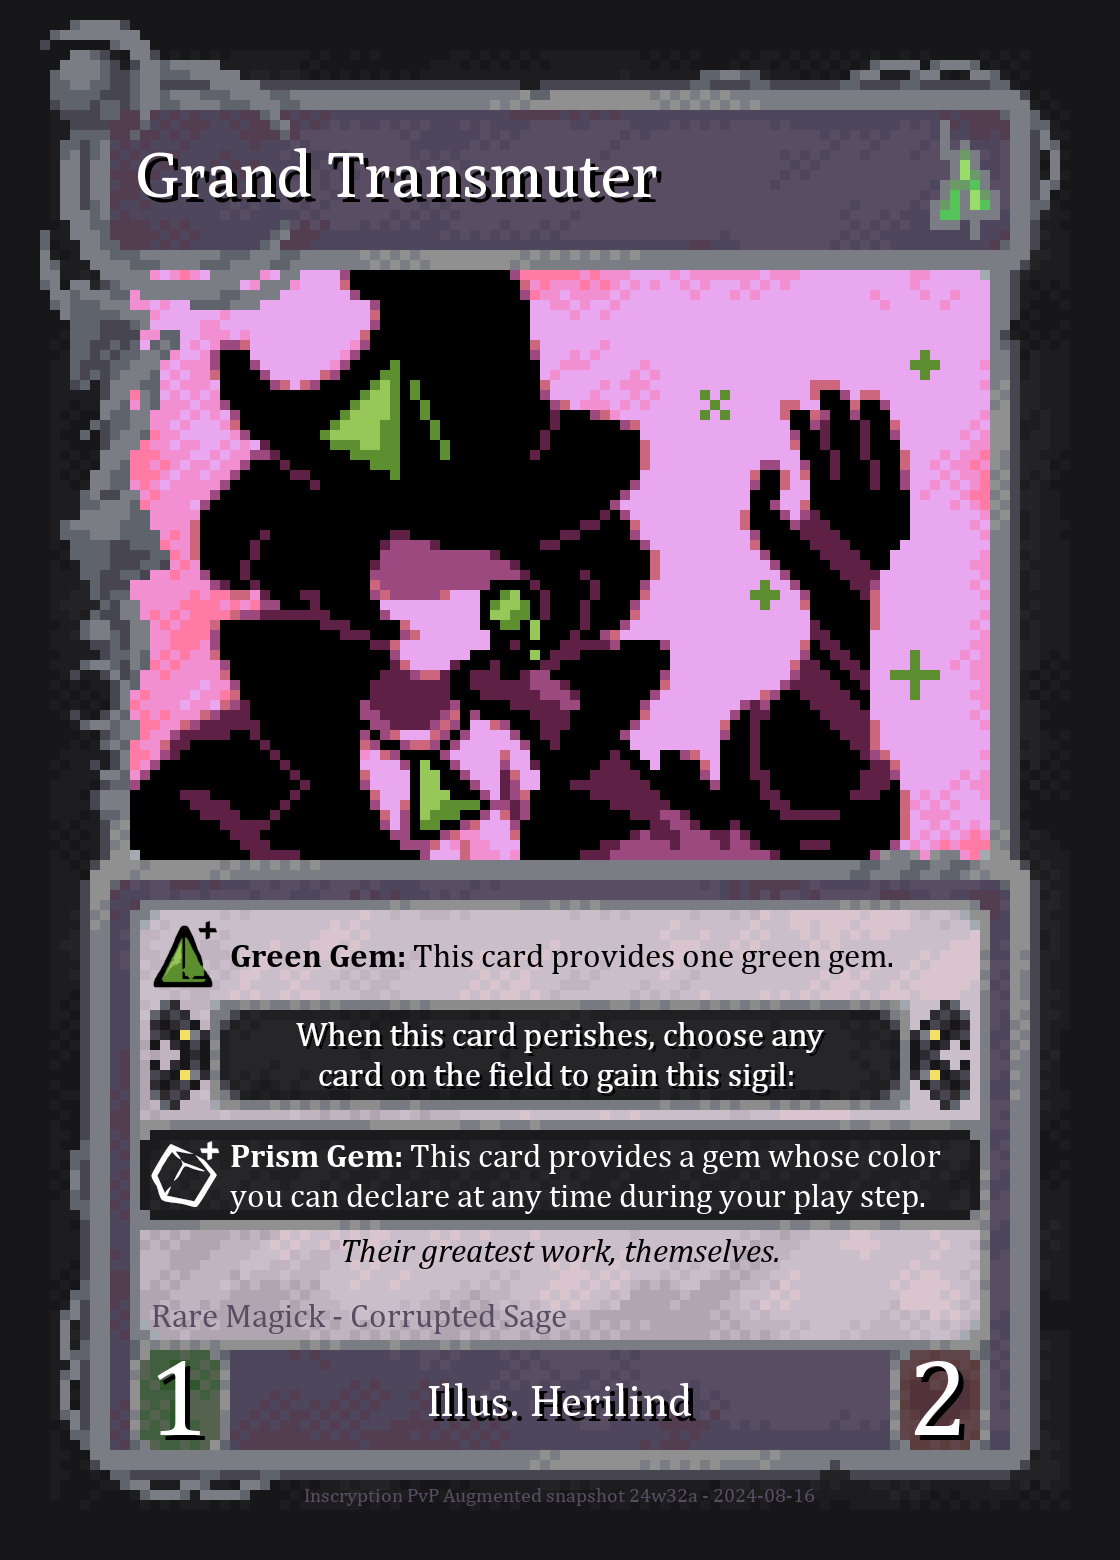 Grand Transmuter
Green Gem: This card provides one green gem.
When this card perishes, choose any
card on the field to gain this sigil:
Prism Gem: This card provides a gem whose color
you can declare at any time during your play step.
Their greatest work, themselves.
Rare Magick - Corrupted Sage
1
Illus. Herilind
2
Inscryption PvP Augmented snapshot 24w32a - 2024-08-16